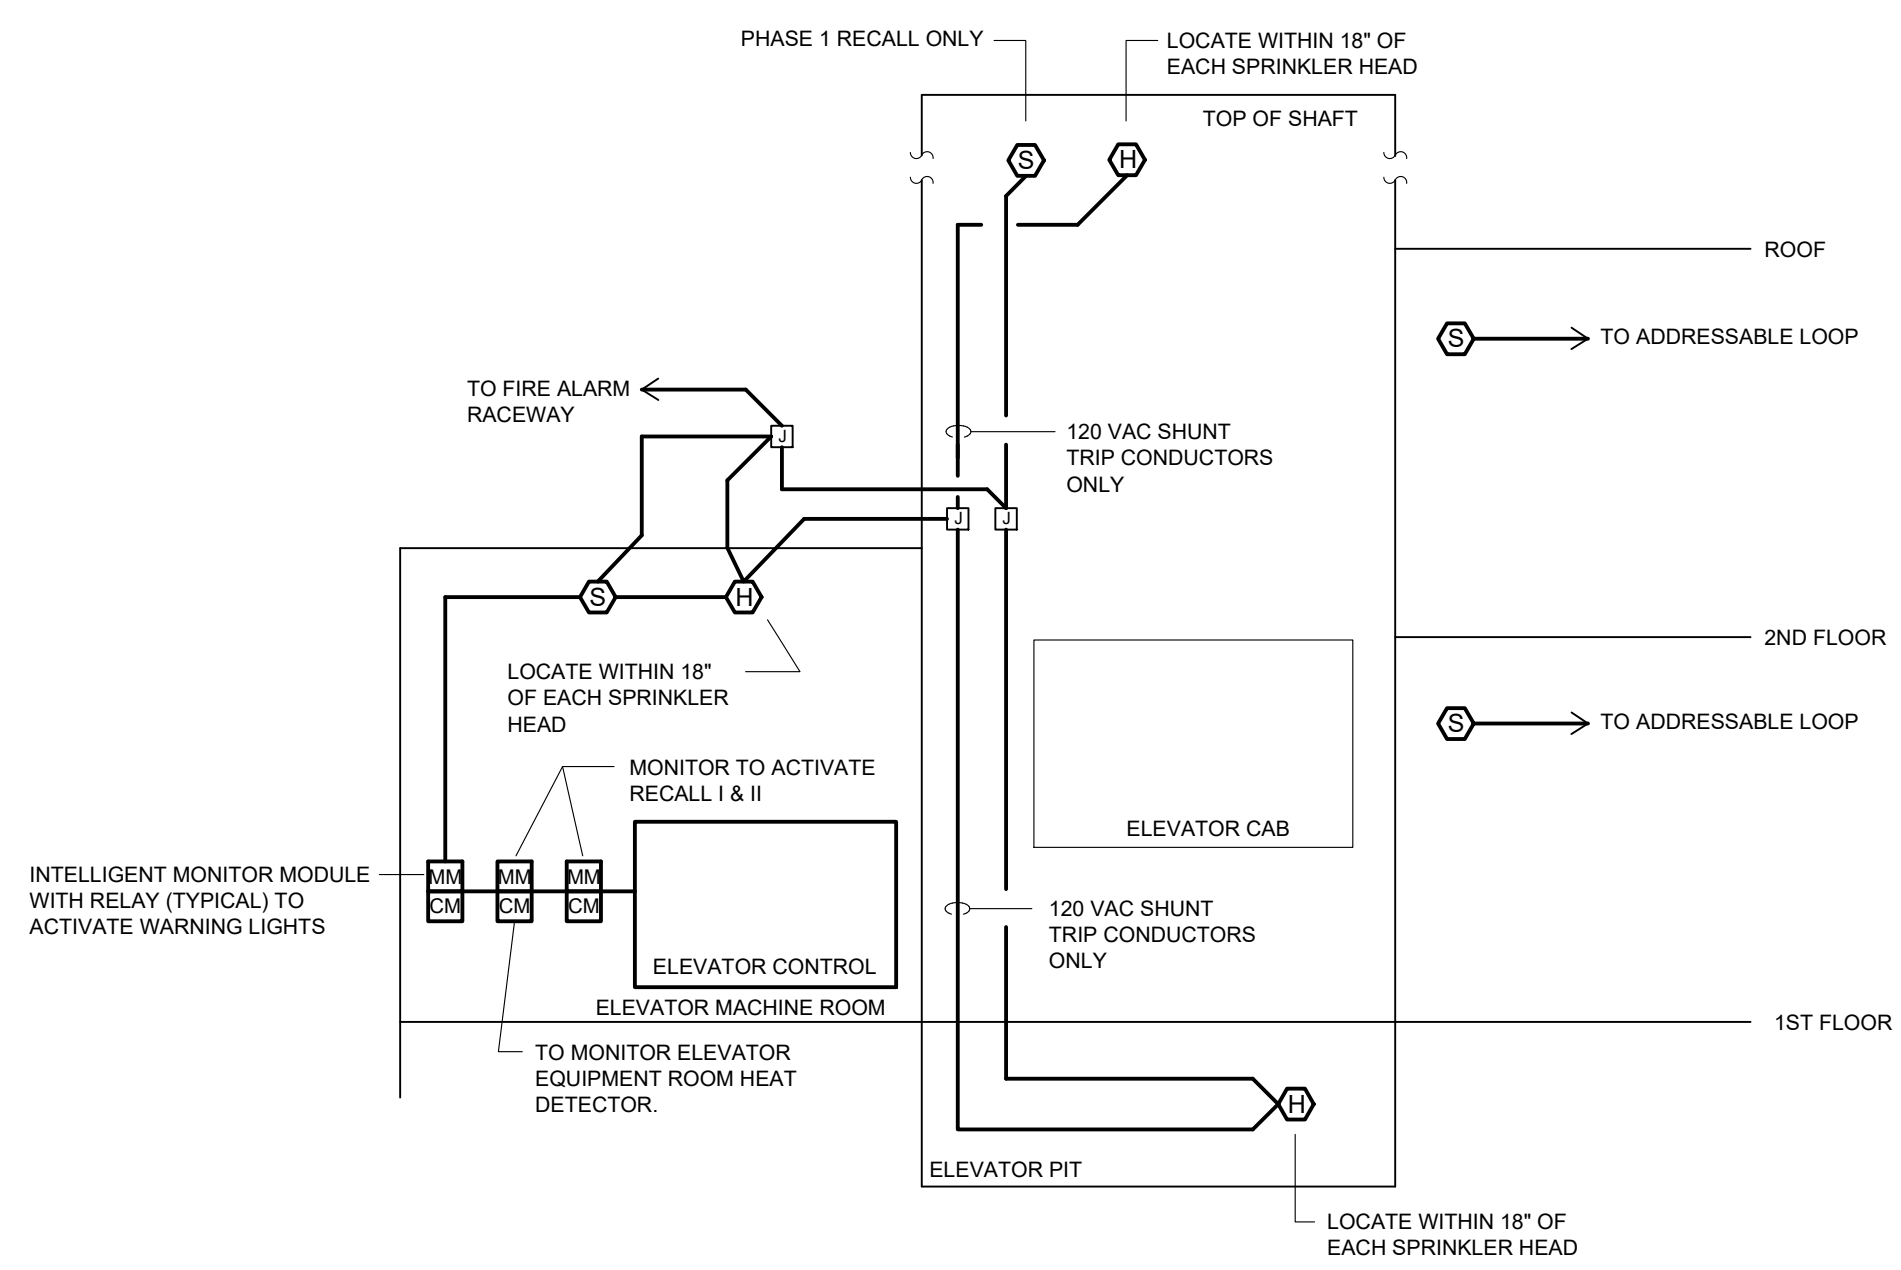 PHASE 1 RECALL ONLY
LOCATE WITHIN 18" OF
EACH SPRINKLER HEAD
TOP OF SHAFT
S
H
ROOF
S
TO ADDRESSABLE LOOP
TO FIRE ALARM
RACEWAY
J
120 VAC SHUNT
TRIP CONDUCTORS
ONLY
J
J
S
H
2ND FLOOR
LOCATE WITHIN 18"
OF EACH SPRINKLER
HEAD
S
TO ADDRESSABLE LOOP
MONITOR TO ACTIVATE
RECALL I & II
ELEVATOR CAB
INTELLIGENT MONITOR MODULE
WITH RELAY (TYPICAL) TO
ACTIVATE WARNING LIGHTS
MM
CM
MM
CM
MM
CM
120 VAC SHUNT
TRIP CONDUCTORS
ONLY
ELEVATOR CONTROL
ELEVATOR MACHINE ROOM
1ST FLOOR
TO MONITOR ELEVATOR
EQUIPMENT ROOM HEAT
DETECTOR.
H
ELEVATOR PIT
LOCATE WITHIN 18" OF
EACH SPRINKLER HEAD